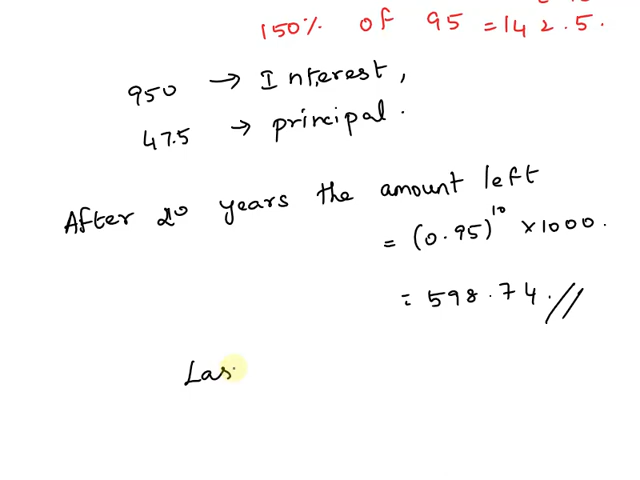 150% of 95 = 142.5.
950 → Interest,
47.5 → principal.
After 20 years the amount left
= (0.95)^10 × 1000.
= 598.74.//
Las